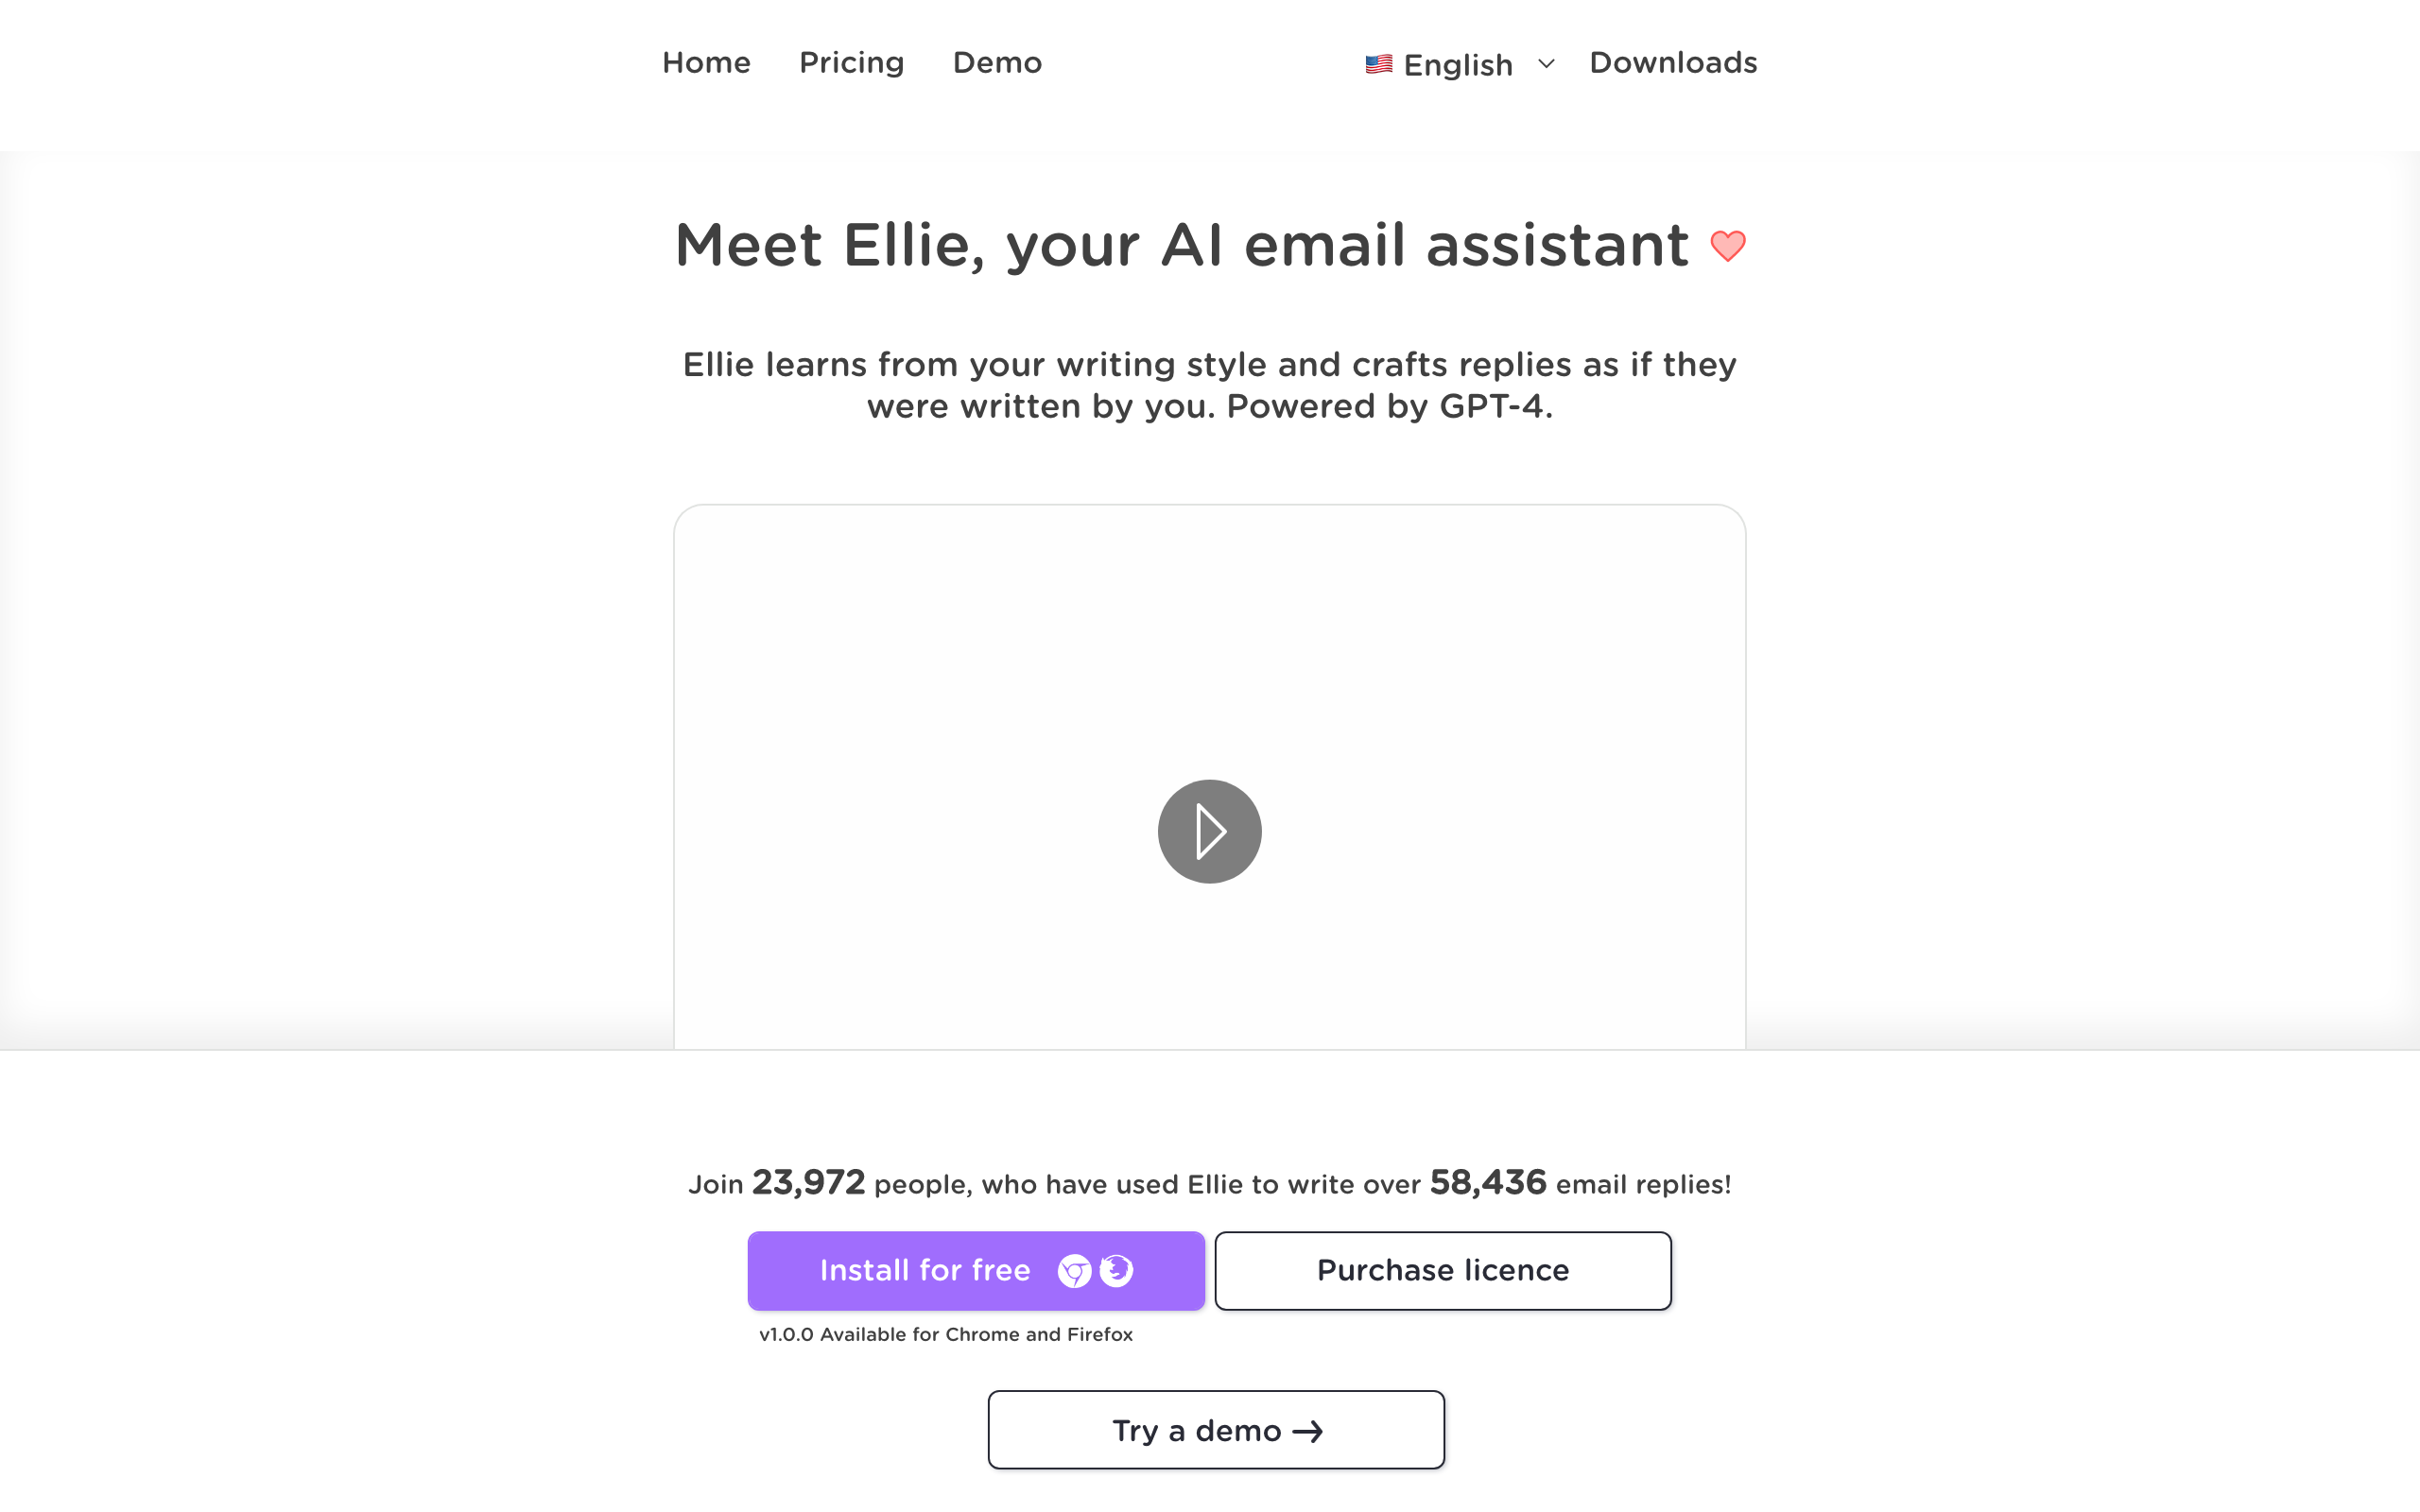 Home Pricing Demo English Downloads
Meet Ellie, your AI email assistant
Ellie learns from your writing style and crafts replies as if they
were written by you. Powered by GPT-4.
Join 23,972 people, who have used Ellie to write over 58,436 email replies!
Install for free Purchase licence
v1.0.0 Available for Chrome and Firefox
Try a demo →